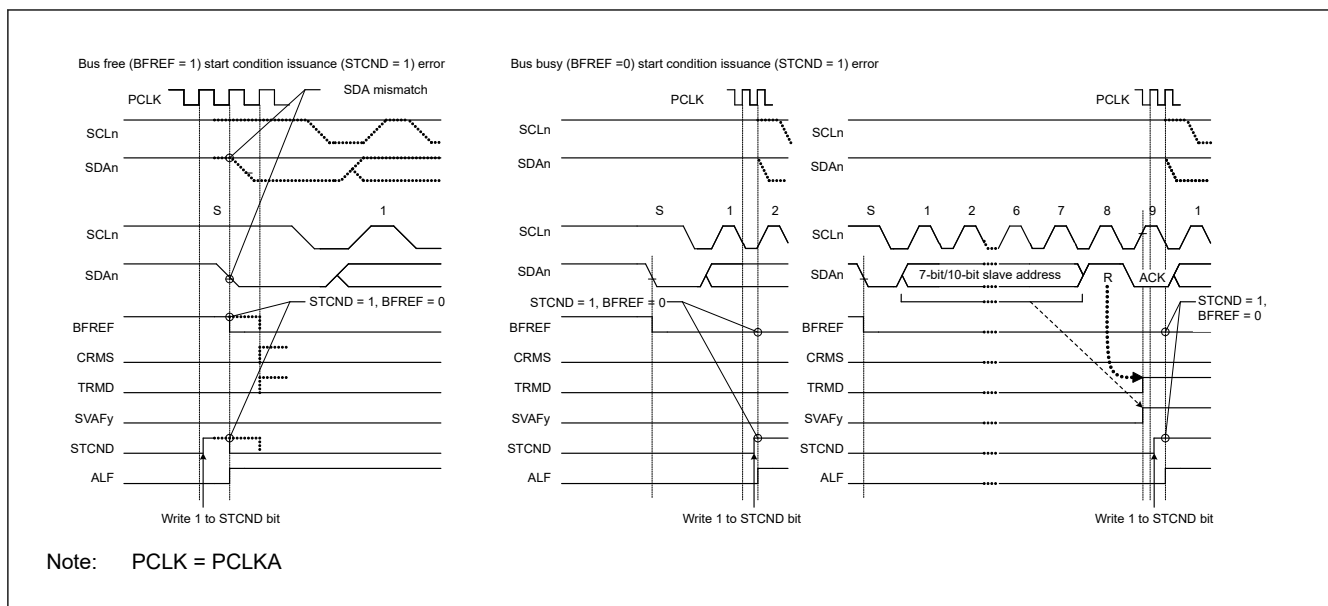 Bus free (BFREF = 1) start condition issuance (STCND = 1) error
PCLK
SDA mismatch
SCLn
SDAn
S
1
SCLn
SDAn
STCND = 1, BFREF = 0
BFREF
CRMS
TRMD
SVAFy
STCND
ALF
Write 1 to STCND bit
Bus busy (BFREF =0) start condition issuance (STCND = 1) error
PCLK
SCLn
SDAn
S 1 2
SCLn
SDAn
STCND = 1, BFREF = 0
BFREF
CRMS
TRMD
SVAFy
STCND
ALF
Write 1 to STCND bit
PCLK
SCLn
SDAn
S 1 2 6 7 8 9 1
SCLn
SDAn
7-bit/10-bit slave address R ACK
STCND = 1,
BFREF = 0
BFREF
CRMS
TRMD
SVAFy
STCND
ALF
Write 1 to STCND bit
Note: PCLK = PCLKA